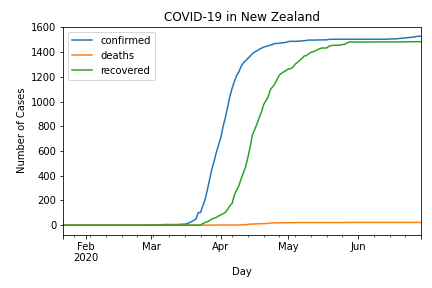 COVID-19 in New Zealand
1600
1400
1200
1000
800
600
400
200
0
Number of Cases
confirmed
deaths
recovered
Feb
2020
Mar
Apr
May
Jun
Day